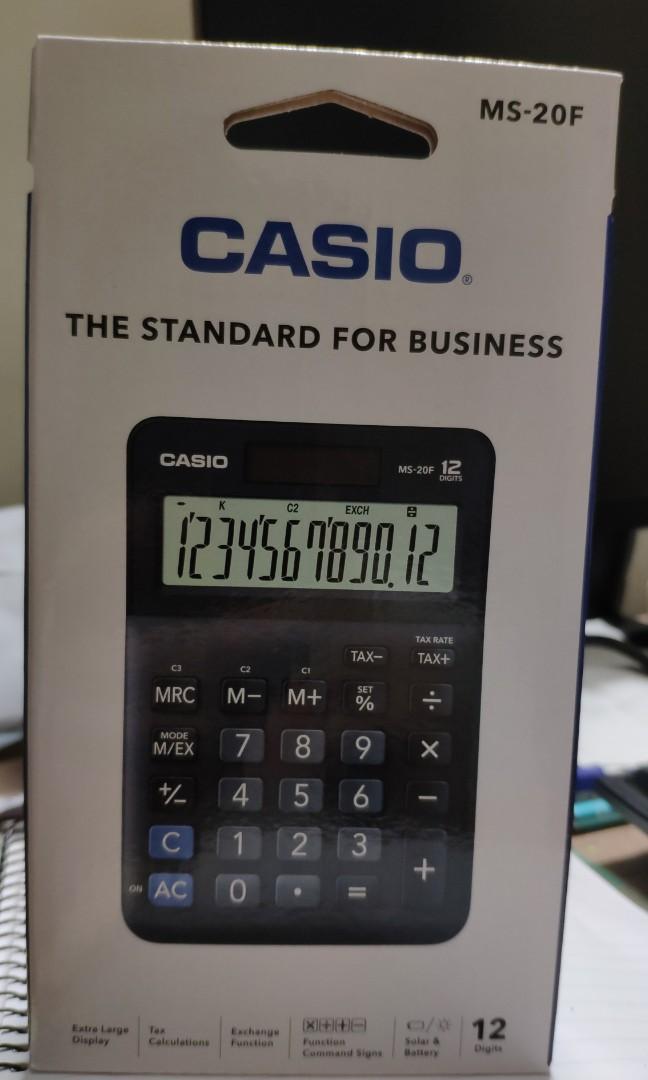 MS-20F
CASIO®
THE STANDARD FOR BUSINESS
CASIO
MS-20F 12 DIGITS
K C2 EXCH
1234567890.12
TAX RATE
TAX− TAX+
C3 C2 C1
MRC M− M+ SET % ÷
MODE M/EX 7 8 9 ×
+/− 4 5 6 −
C 1 2 3 +
ON AC 0 • =
Extra Large Display
Tax Calculations
Exchange Function
Function Command Signs
Solar & Battery
12 Digits